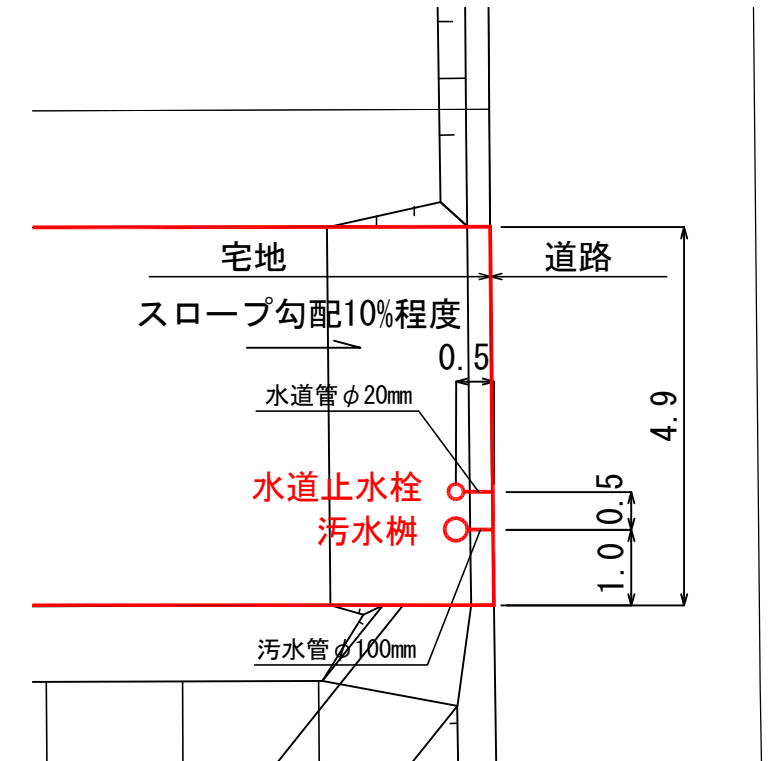 宅地
道路
スロープ勾配10%程度
0.5
水道管φ20mm
4.9
水道止水栓
0.5
汚水桝
1.0
汚水管φ100mm